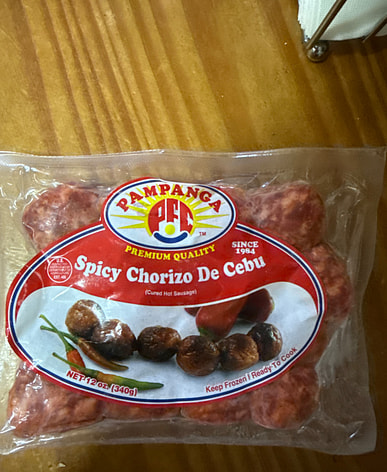 PAMPANGA
PFC
TM
PREMIUM QUALITY
SINCE
1984
Spicy Chorizo De Cebu
(Cured Hot Sausage)
NET 12 oz. (340g)
Keep Frozen / Ready To Cook